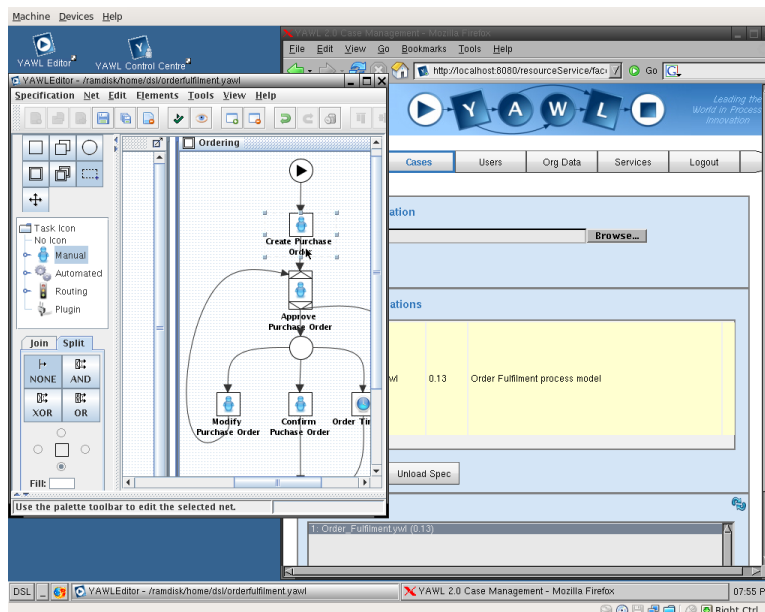 Machine Devices Help
YAWL Editor
YAWL Control Centre
YAWL 2.0 Case Management - Mozilla Firefox
File Edit View Go Bookmarks Tools Help
http://localhost:8080/resourceService/faci
Go
YAWLEditor - /ramdisk/home/dsl/orderfulfilment.yawl
Specification Net Edit Elements Tools View Help
Y A W L
Leading the
World in Process
Innovation
Cases Users Org Data Services Logout
Ordering
Create Purchase
Order
Approve
Purchase Order
Modify
Purchase Order
Confirm
Puchase Order
Order Tim
Task Icon
No Icon
Manual
Automated
Routing
Plugin
Join Split
NONE AND
XOR OR
Fill:
Use the palette toolbar to edit the selected net.
ation
Browse...
ations
0.13 Order Fulfilment process model
Unload Spec
1: Order_Fulfilment.ywl (0.13)
DSL
YAWLEditor - /ramdisk/home/dsl/orderfulfilment.yawl
YAWL 2.0 Case Management - Mozilla Firefox
07:55 P
Right Ctrl